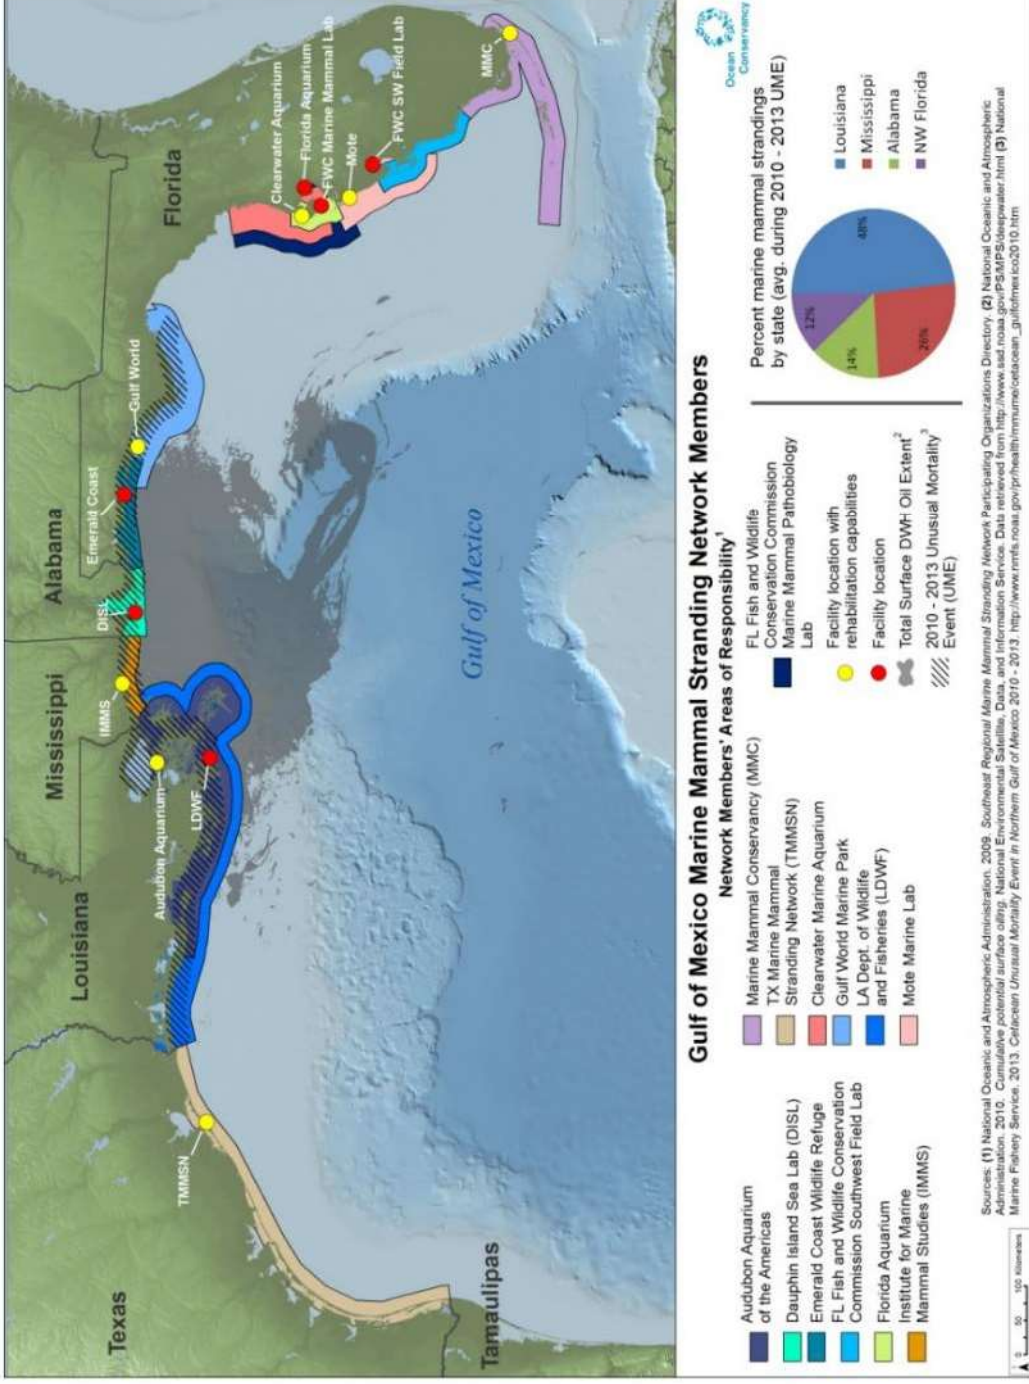 Texas
Louisiana
Mississippi
Alabama
Florida
Tamaulipas
Gulf of Mexico
TMMSN
Audubon Aquarium
LDWF
IMMS
DISL
Emerald Coast
Gulf World
Clearwater Aquarium
Florida Aquarium
FWC Marine Mammal Lab
Mote
FWC SW Field Lab
MMC
Gulf of Mexico Marine Mammal Stranding Network Members
Network Members' Areas of Responsibility¹
Audubon Aquarium
of the Americas
Dauphin Island Sea Lab (DISL)
Emerald Coast Wildlife Refuge
FL Fish and Wildlife Conservation
Commission Southwest Field Lab
Florida Aquarium
Institute for Marine
Mammal Studies (IMMS)
Marine Mammal Conservancy (MMC)
TX Marine Mammal
Stranding Network (TMMSN)
Clearwater Marine Aquarium
Gulf World Marine Park
LA Dept. of Wildlife
and Fisheries (LDWF)
Mote Marine Lab
FL Fish and Wildlife
Conservation Commission
Marine Mammal Pathobiology
Lab
Facility location with
rehabilitation capabilities
Facility location
Total Surface DWH Oil Extent²
2010 - 2013 Unusual Mortality
Event (UME)³
Ocean
Conservancy
Percent marine mammal strandings
by state (avg. during 2010 - 2013 UME)
48%
26%
14%
12%
Louisiana
Mississippi
Alabama
NW Florida
0 50 100 Kilometers
Sources: (1) National Oceanic and Atmospheric Administration. 2009. Southeast Regional Marine Mammal Stranding Network Participating Organizations Directory. (2) National Oceanic and Atmospheric
Administration. 2010. Cumulative potential surface oiling. National Environmental Satellite, Data, and Information Service. Data retrieved from http://www.ssd.noaa.gov/PS/MPS/deepwater.html (3) National
Marine Fishery Service. 2013. Cetacean Unusual Mortality Event in Northern Gulf of Mexico 2010 - 2013. http://www.nmfs.noaa.gov/pr/health/mmume/cetacean_gulfofmexico2010.htm